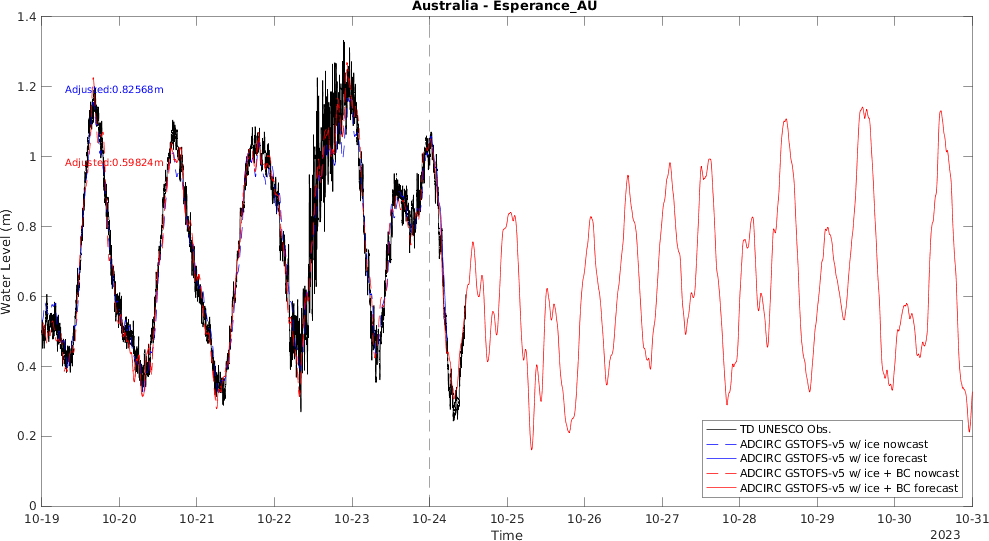 Australia - Esperance_AU
1.4
1.2
1
0.8
0.6
0.4
0.2
0
Water Level (m)
Adjusted:0.82568m
Adjusted:0.59824m
TD UNESCO Obs.
ADCIRC GSTOFS-v5 w/ ice nowcast
ADCIRC GSTOFS-v5 w/ ice forecast
ADCIRC GSTOFS-v5 w/ ice + BC nowcast
ADCIRC GSTOFS-v5 w/ ice + BC forecast
10-19 10-20 10-21 10-22 10-23 10-24 10-25 10-26 10-27 10-28 10-29 10-30 10-31
Time
2023